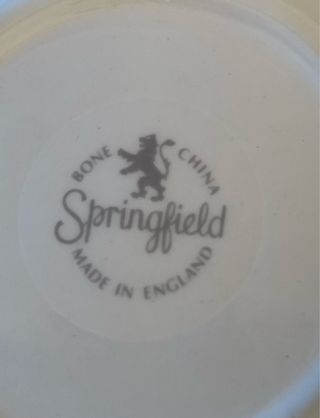 BONE CHINA
Springfield
MADE IN ENGLAND